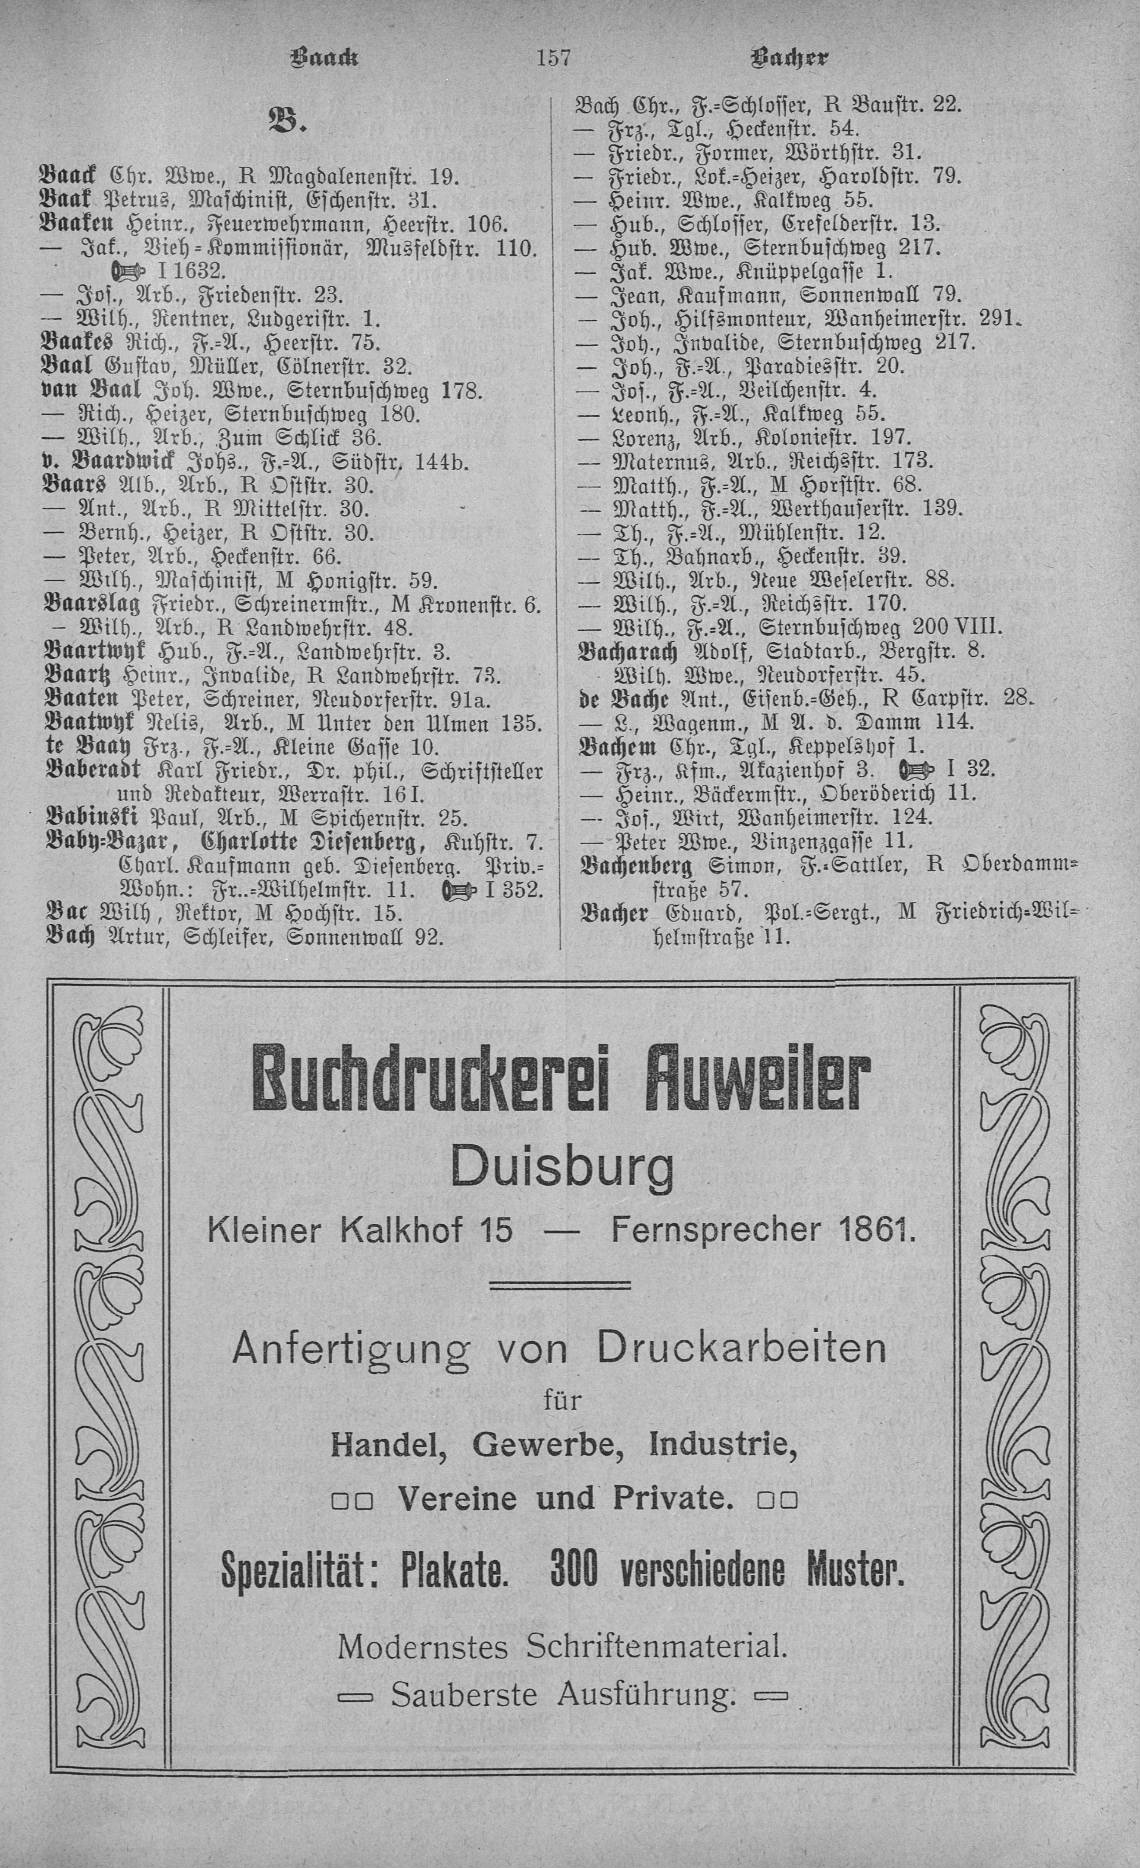 Baack 157 Bacher
B.
Baack Chr. Wwe., R Magdalenenstr. 19.
Baak Petrus, Maschinist, Eschenstr. 31.
Baaken Heinr., Feuerwehrmann, Heerstr. 106.
— Jak., Vieh-Kommissionär, Musfeldstr. 110.
I 1632.
— Jos., Arb., Friedenstr. 23.
— Wilh., Rentner, Ludgeristr. 1.
Baakes Rich., F.-A., Heerstr. 75.
Baal Gustav, Müller, Cölnerstr. 32.
van Baal Joh. Wwe., Sternbuschweg 178.
— Rich., Heizer, Sternbuschweg 180.
— Wilh., Arb., Zum Schlick 36.
v. Baardwick Johs., F.-A., Südstr. 144b.
Baars Alb., Arb., R Oststr. 30.
— Ant., Arb., R Mittelstr. 30.
— Bernh., Heizer, R Oststr. 30.
— Peter, Arb., Heckenstr. 66.
— Wilh., Maschinist, M Honigstr. 59.
Baarslag Friedr., Schreinermstr., M Kronenstr. 6.
— Wilh., Arb., R Landwehrstr. 48.
Baartwyk Hub., F.-A., Landwehrstr. 3.
Baartz Heinr., Invalide, R Landwehrstr. 73.
Baaten Peter, Schreiner, Neudorferstr. 91a.
Baatwyk Nelis, Arb., M Unter den Ulmen 135.
te Baay Frz., F.-A., Kleine Gasse 10.
Baberadt Karl Friedr., Dr. phil., Schriftsteller
und Redakteur, Werrastr. 16 I.
Babinski Paul, Arb., M Spichernstr. 25.
Baby-Bazar, Charlotte Diesenberg, Kuhstr. 7.
Charl. Kaufmann geb. Diesenberg. Priv.-
Wohn.: Fr..-Wilhelmstr. 11. I 352.
Bac Wilh, Rektor, M Hochstr. 15.
Bach Artur, Schleifer, Sonnenwall 92.
Bach Chr., F.-Schlosser, R Baustr. 22.
— Frz., Tgl., Heckenstr. 54.
— Friedr., Former, Wörthstr. 31.
— Friedr., Lok.-Heizer, Haroldstr. 79.
— Heinr. Wwe., Kalkweg 55.
— Hub., Schlosser, Crefelderstr. 13.
— Hub. Wwe., Sternbuschweg 217.
— Jak. Wwe., Knüppelgasse 1.
— Jean, Kaufmann, Sonnenwall 79.
— Joh., Hilfsmonteur, Wanheimerstr. 291.
— Joh., Invalide, Sternbuschweg 217.
— Joh., F.-A., Paradiesstr. 20.
— Jos., F.-A., Veilchenstr. 4.
— Leonh., F.-A., Kalkweg 55.
— Lorenz, Arb., Koloniestr. 197.
— Maternus, Arb., Reichsstr. 173.
— Matth., F.-A., M Horststr. 68.
— Matth., F.-A., Werthauserstr. 139.
— Th., F.-A., Mühlenstr. 12.
— Th., Bahnarb., Heckenstr. 39.
— Wilh., Arb., Neue Weselerstr. 88.
— Wilh., F.-A., Reichsstr. 170.
— Wilh., F.-A., Sternbuschweg 200 VIII.
Bacharach Adolf, Stadtarb., Bergstr. 8.
Wilh. Wwe., Neudorferstr. 45.
de Bache Ant., Eisenb.-Geh., R Carpstr. 28.
— L., Wagenm., M A. d. Damm 114.
Bachem Chr., Tgl., Keppelshof 1.
— Frz., Kfm., Akazienhof 3. I 32.
— Heinr., Bäckermstr., Oberöderich 11.
— Jos., Wirt, Wanheimerstr. 124.
— Peter Wwe., Vinzenzgasse 11.
Bachenberg Simon, F.-Sattler, R Oberdamm-
straße 57.
Bacher Eduard, Pol.-Sergt., M Friedrich-Wil-
helmstraße 11.
Buchdruckerei Auweiler
Duisburg
Kleiner Kalkhof 15 — Fernsprecher 1861.
Anfertigung von Druckarbeiten
für
Handel, Gewerbe, Industrie,
Vereine und Private.
Spezialität: Plakate. 300 verschiedene Muster.
Modernstes Schriftenmaterial.
Sauberste Ausführung.